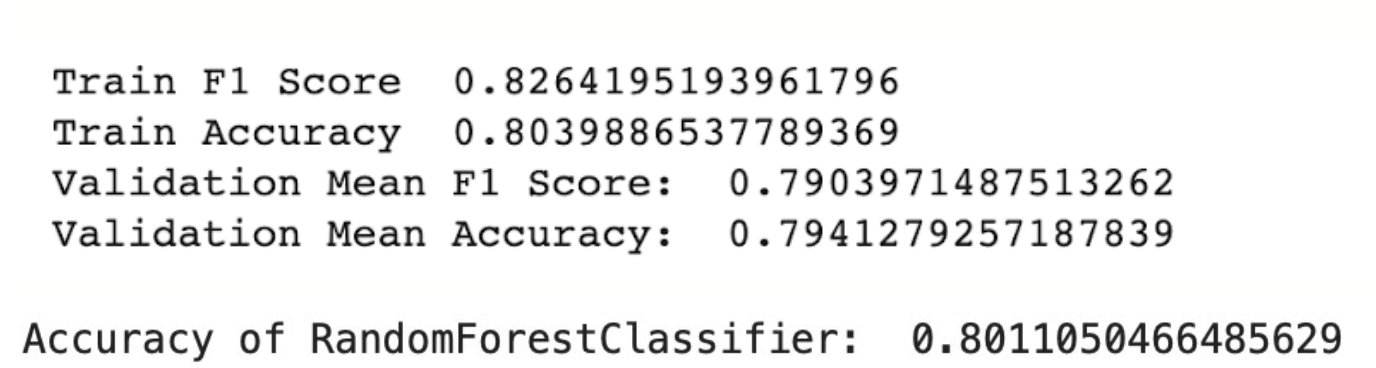 Train F1 Score 0.8264195193961796
Train Accuracy 0.8039886537789369
Validation Mean F1 Score: 0.7903971487513262
Validation Mean Accuracy: 0.7941279257187839
Accuracy of RandomForestClassifier: 0.8011050466485629